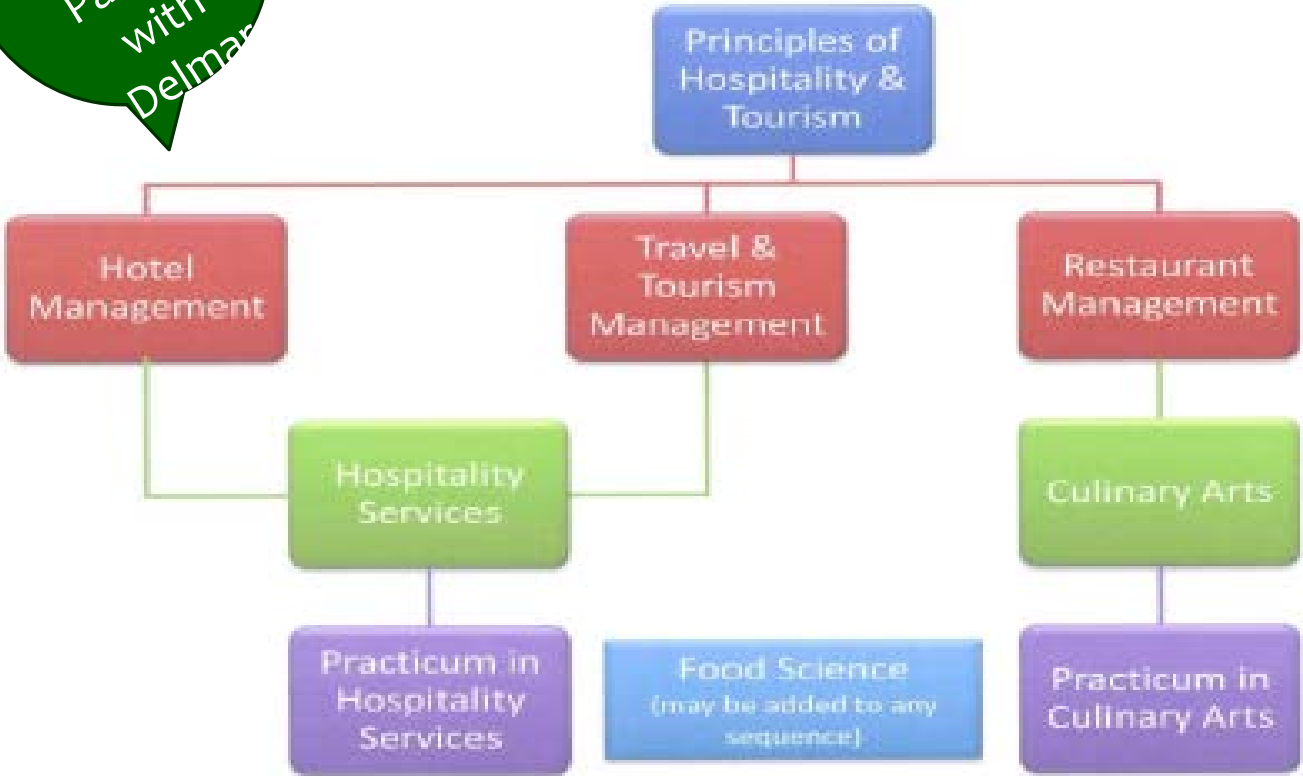 with
Delmar
Principles of
Hospitality &
Tourism
Hotel
Management
Travel &
Tourism
Management
Restaurant
Management
Hospitality
Services
Culinary Arts
Practicum in
Hospitality
Services
Food Science
(may be added to any
sequence)
Practicum in
Culinary Arts